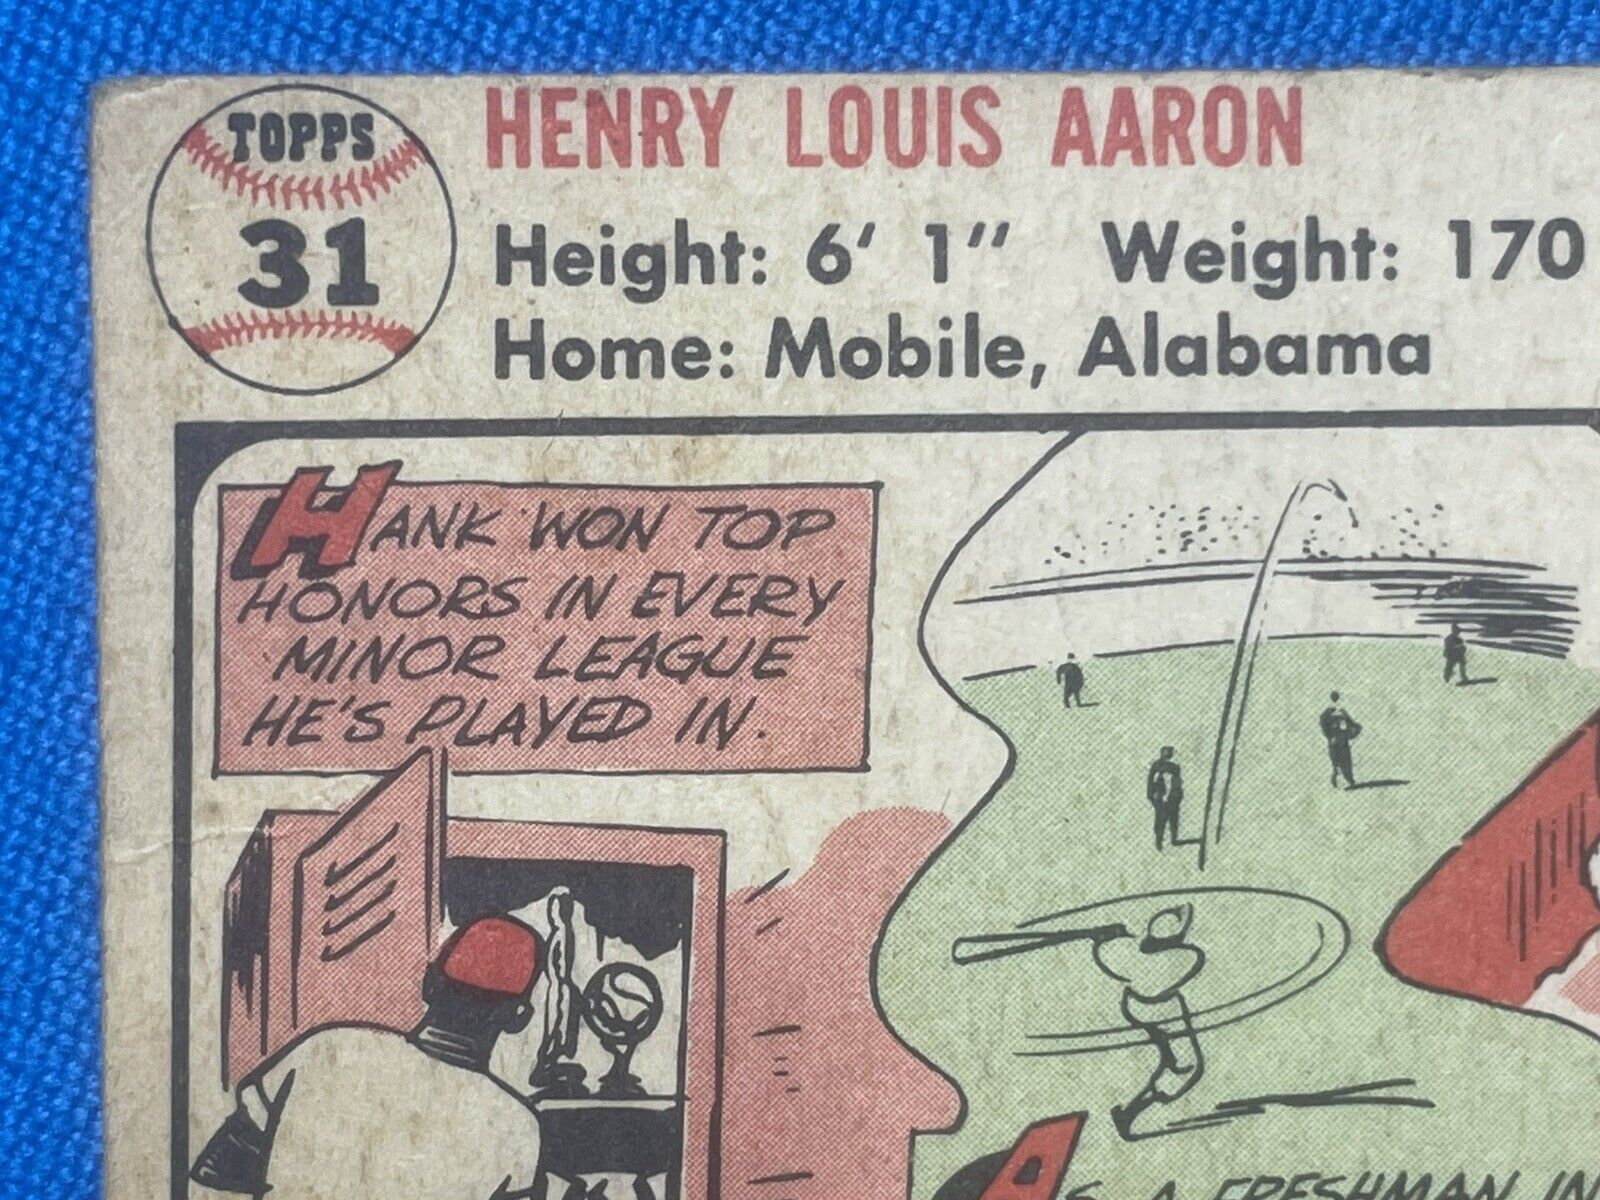 TOPPS
31
HENRY LOUIS AARON
Height: 6' 1" Weight: 170
Home: Mobile, Alabama
HANK WON TOP
HONORS IN EVERY
MINOR LEAGUE
HE'S PLAYED IN.
AS A FRESHMAN IN